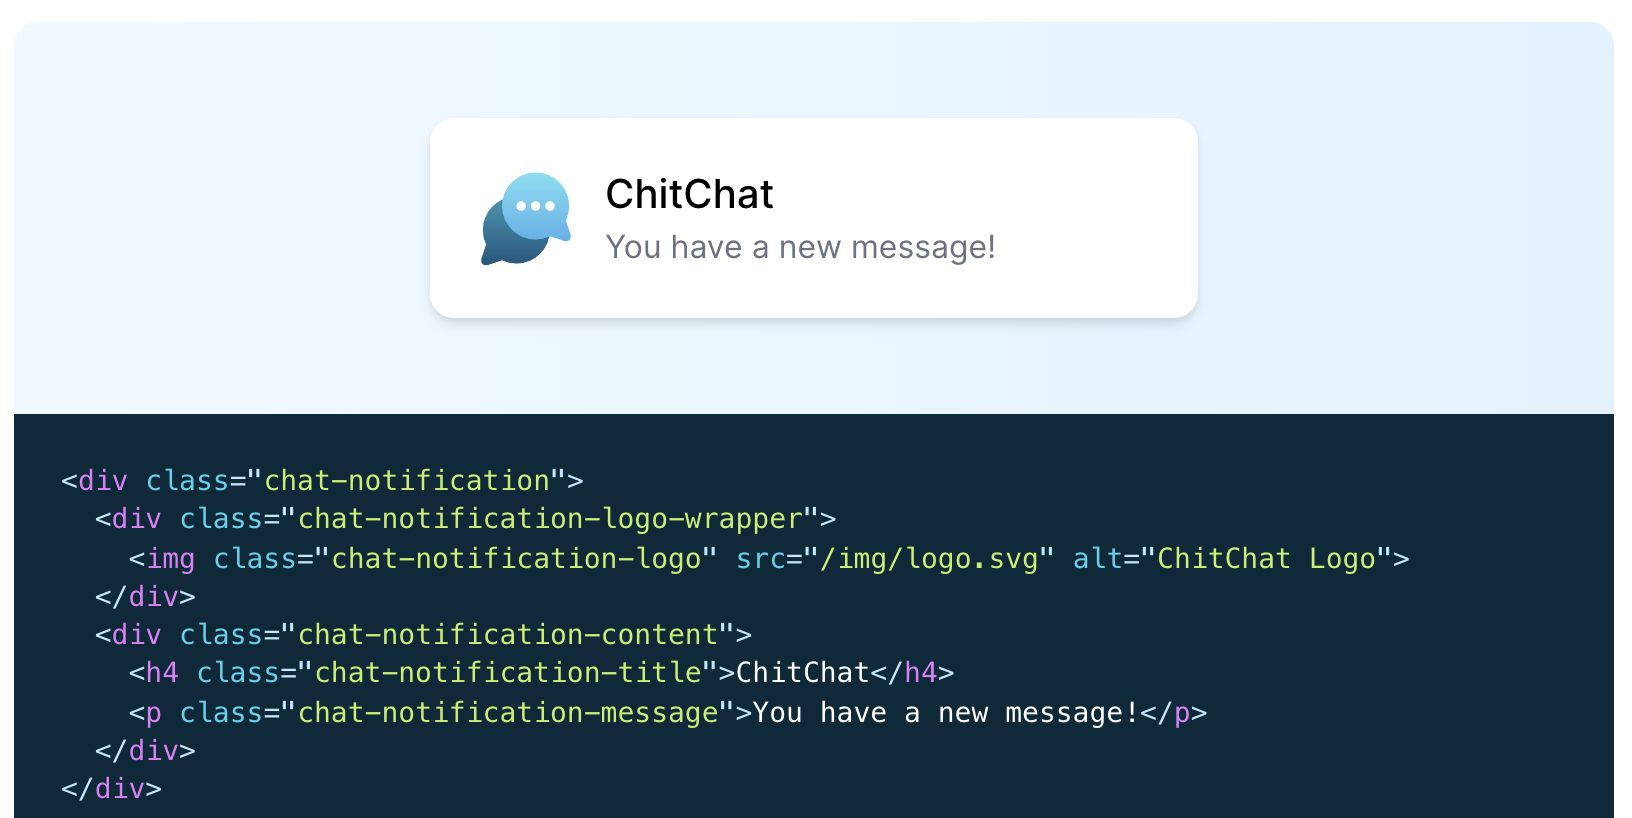 ChitChat
You have a new message!
<div class="chat-notification">
  <div class="chat-notification-logo-wrapper">
    <img class="chat-notification-logo" src="/img/logo.svg" alt="ChitChat Logo">
  </div>
  <div class="chat-notification-content">
    <h4 class="chat-notification-title">ChitChat</h4>
    <p class="chat-notification-message">You have a new message!</p>
  </div>
</div>